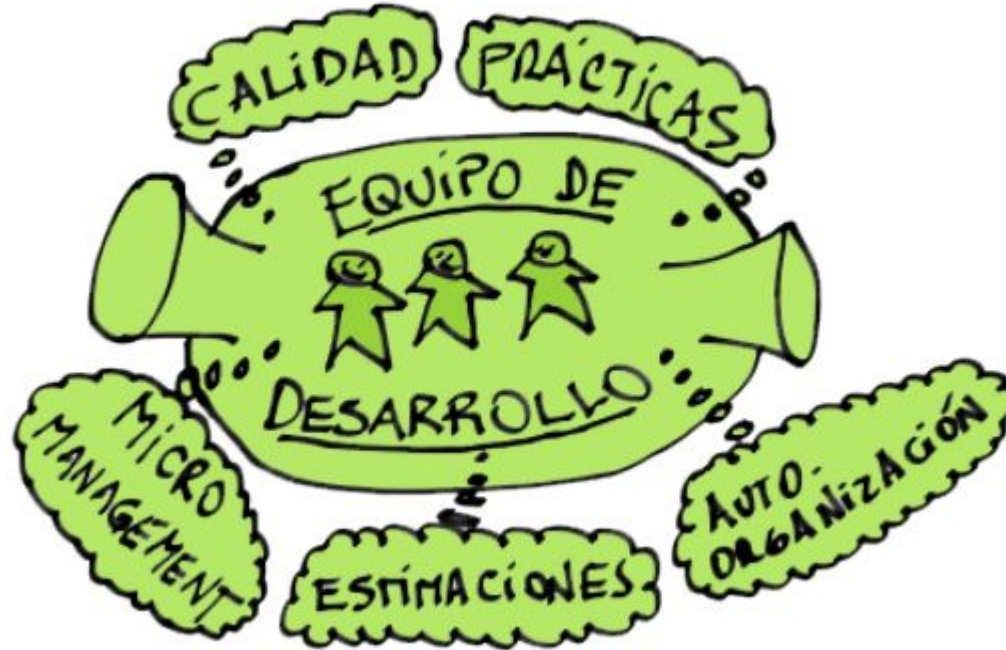 CALIDAD
PRÁCTICAS
EQUIPO DE
DESARROLLO
MICRO
MANAGEMENT
ESTIMACIONES
AUTO-
ORGANIZACIÓN